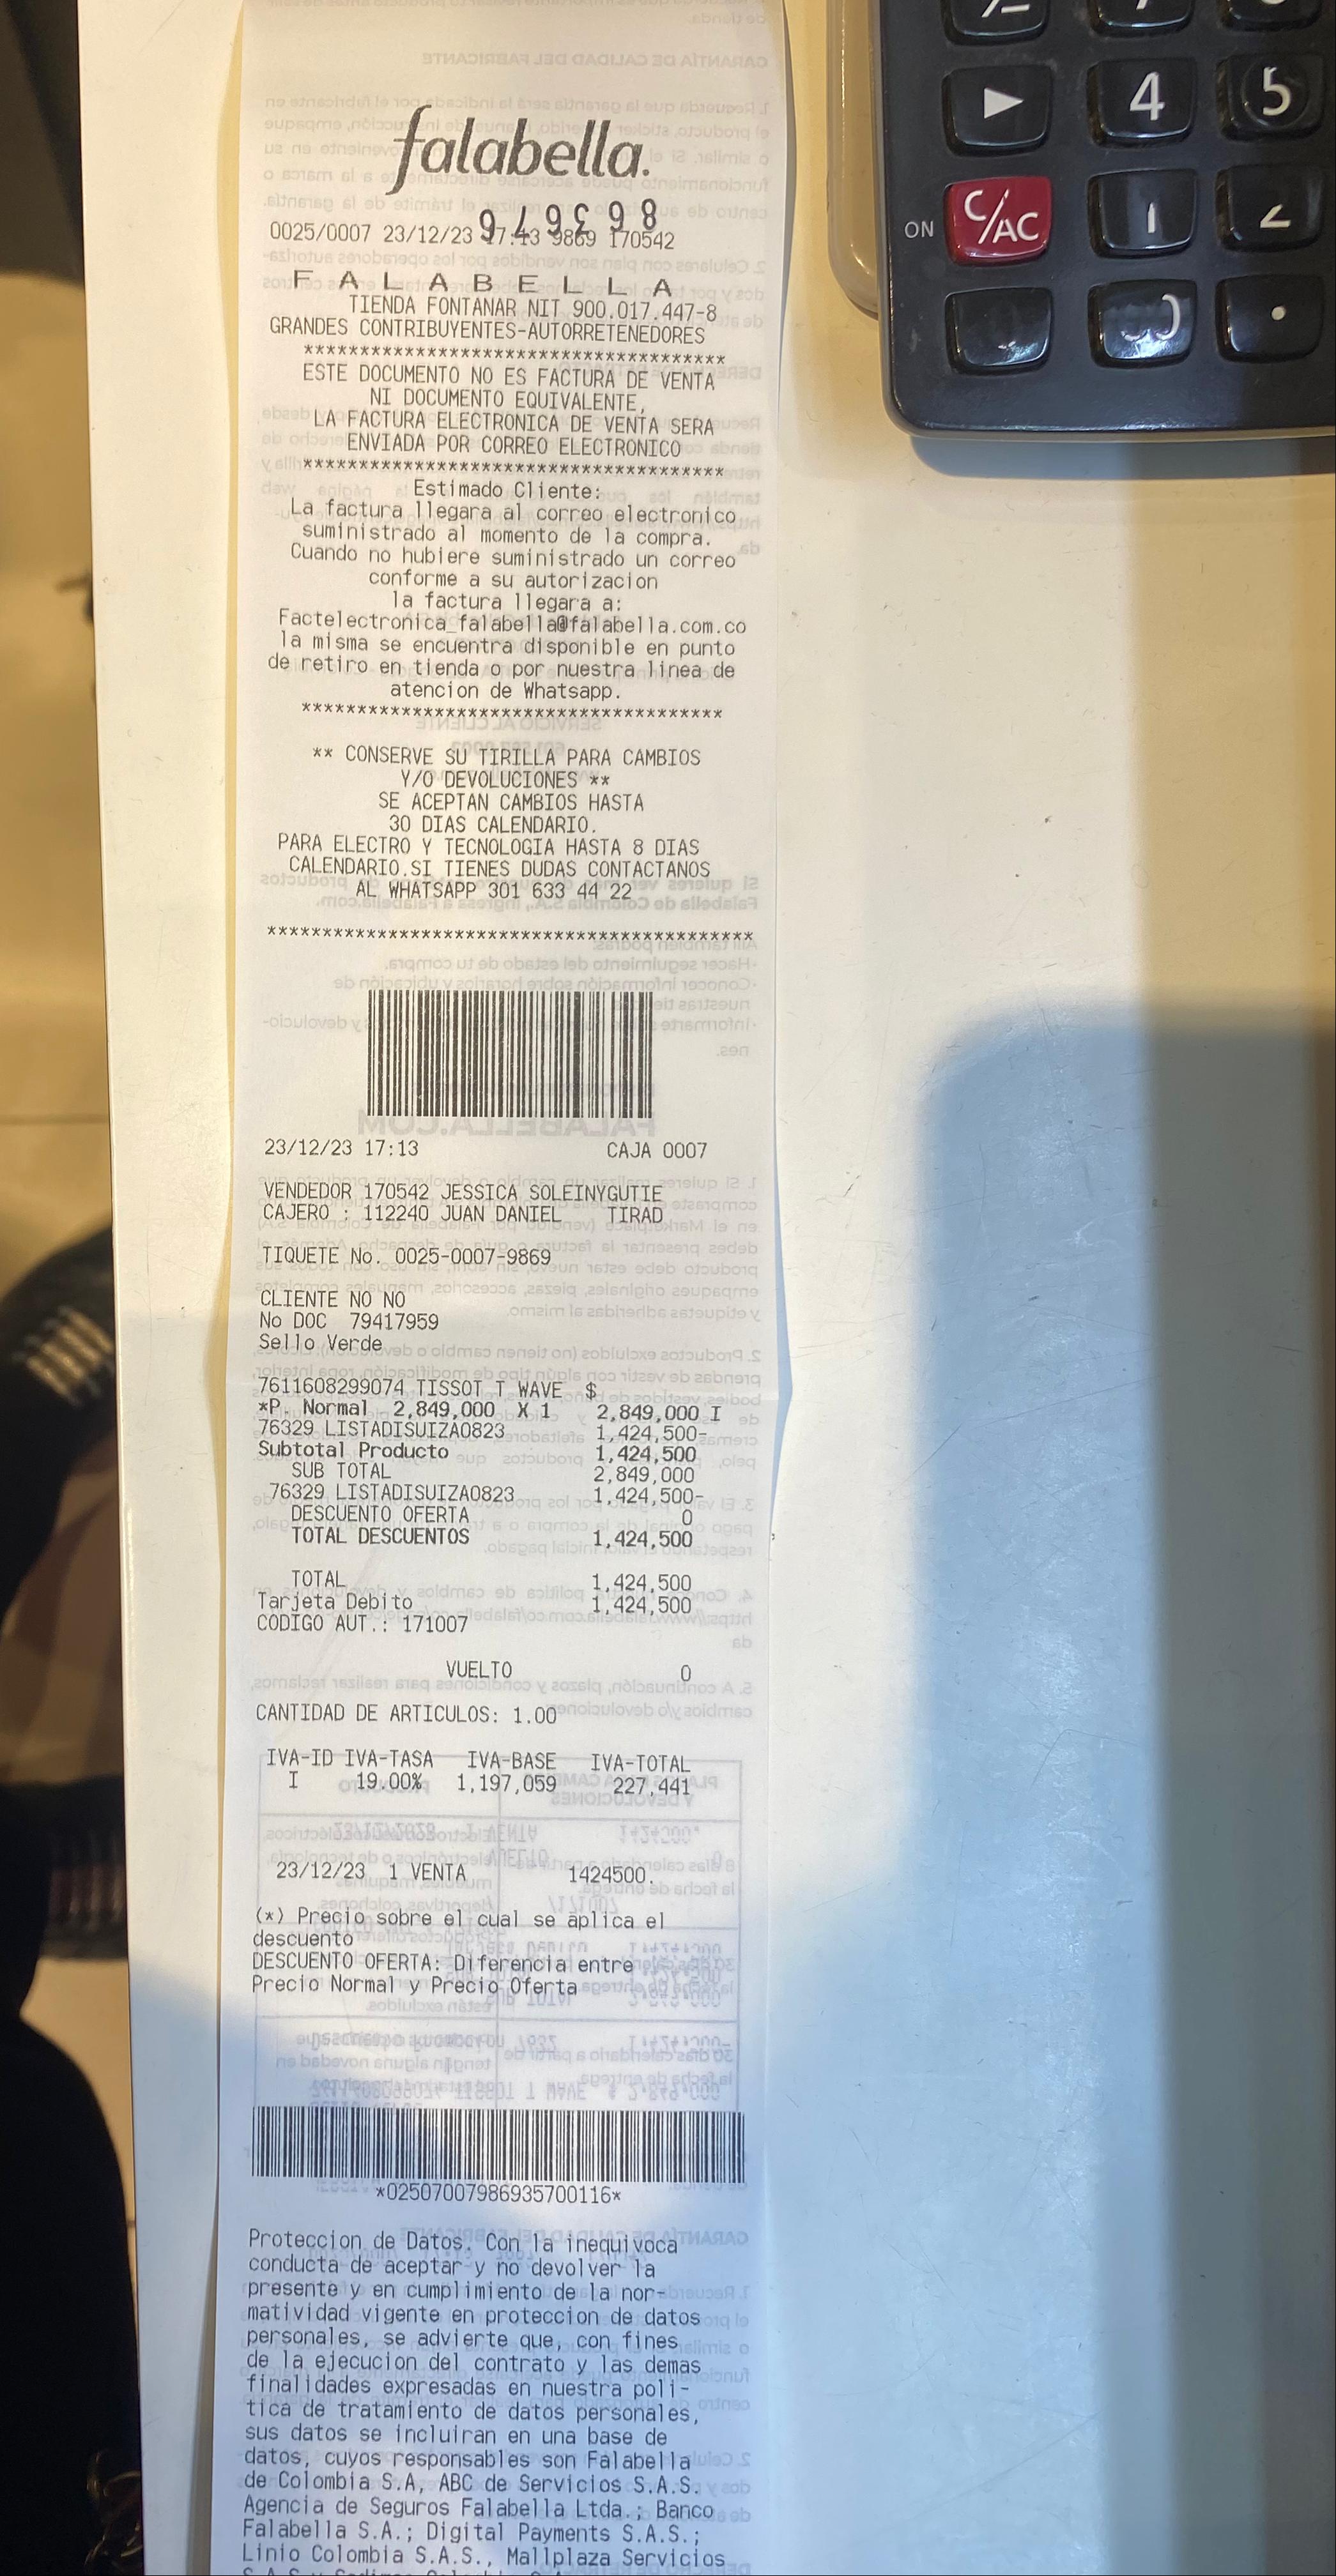 falabella.
863676
0025/0007 23/12/23 17:13 9869 170542
F A L A B E L L A
TIENDA FONTANAR NIT 900.017.447-8
GRANDES CONTRIBUYENTES-AUTORRETENEDORES
**************************************
ESTE DOCUMENTO NO ES FACTURA DE VENTA
NI DOCUMENTO EQUIVALENTE,
LA FACTURA ELECTRONICA DE VENTA SERA
ENVIADA POR CORREO ELECTRONICO
**************************************
Estimado Cliente:
La factura llegara al correo electronico
suministrado al momento de la compra.
Cuando no hubiere suministrado un correo
conforme a su autorizacion
la factura llegara a:
Factelectronica_falabella@falabella.com.co
la misma se encuentra disponible en punto
de retiro en tienda o por nuestra linea de
atencion de Whatsapp.
**************************************
** CONSERVE SU TIRILLA PARA CAMBIOS
Y/O DEVOLUCIONES **
SE ACEPTAN CAMBIOS HASTA
30 DIAS CALENDARIO.
PARA ELECTRO Y TECNOLOGIA HASTA 8 DIAS
CALENDARIO.SI TIENES DUDAS CONTACTANOS
AL WHATSAPP 301 633 44 22
********************************************
23/12/23 17:13 CAJA 0007
VENDEDOR 170542 JESSICA SOLEINYGUTIE
CAJERO : 112240 JUAN DANIEL TIRAD
TIQUETE No. 0025-0007-9869
CLIENTE NO NO
No DOC 79417959
Sello Verde
7611608299074 TISSOT T WAVE $
*P. Normal 2,849,000 X 1 2,849,000 I
76329 LISTADISUIZA0823 1,424,500-
Subtotal Producto 1,424,500
SUB TOTAL 2,849,000
76329 LISTADISUIZA0823 1,424,500-
DESCUENTO OFERTA 0
TOTAL DESCUENTOS 1,424,500
TOTAL 1,424,500
Tarjeta Debito 1,424,500
CODIGO AUT.: 171007
VUELTO 0
CANTIDAD DE ARTICULOS: 1.00
IVA-ID IVA-TASA IVA-BASE IVA-TOTAL
I 19.00% 1,197,059 227,441
23/12/23 1 VENTA 1424500.
(*) Precio sobre el cual se aplica el
descuento
DESCUENTO OFERTA: Diferencia entre
Precio Normal y Precio Oferta
*02507007986935700116*
Proteccion de Datos. Con la inequivoca
conducta de aceptar y no devolver la
presente y en cumplimiento de la nor-
matividad vigente en proteccion de datos
personales, se advierte que, con fines
de la ejecucion del contrato y las demas
finalidades expresadas en nuestra poli-
tica de tratamiento de datos personales,
sus datos se incluiran en una base de
datos, cuyos responsables son Falabella
de Colombia S.A, ABC de Servicios S.A.S.
Agencia de Seguros Falabella Ltda.; Banco
Falabella S.A.; Digital Payments S.A.S.;
Linio Colombia S.A.S., Mallplaza Servicios
4 5
ON C/AC 1 2